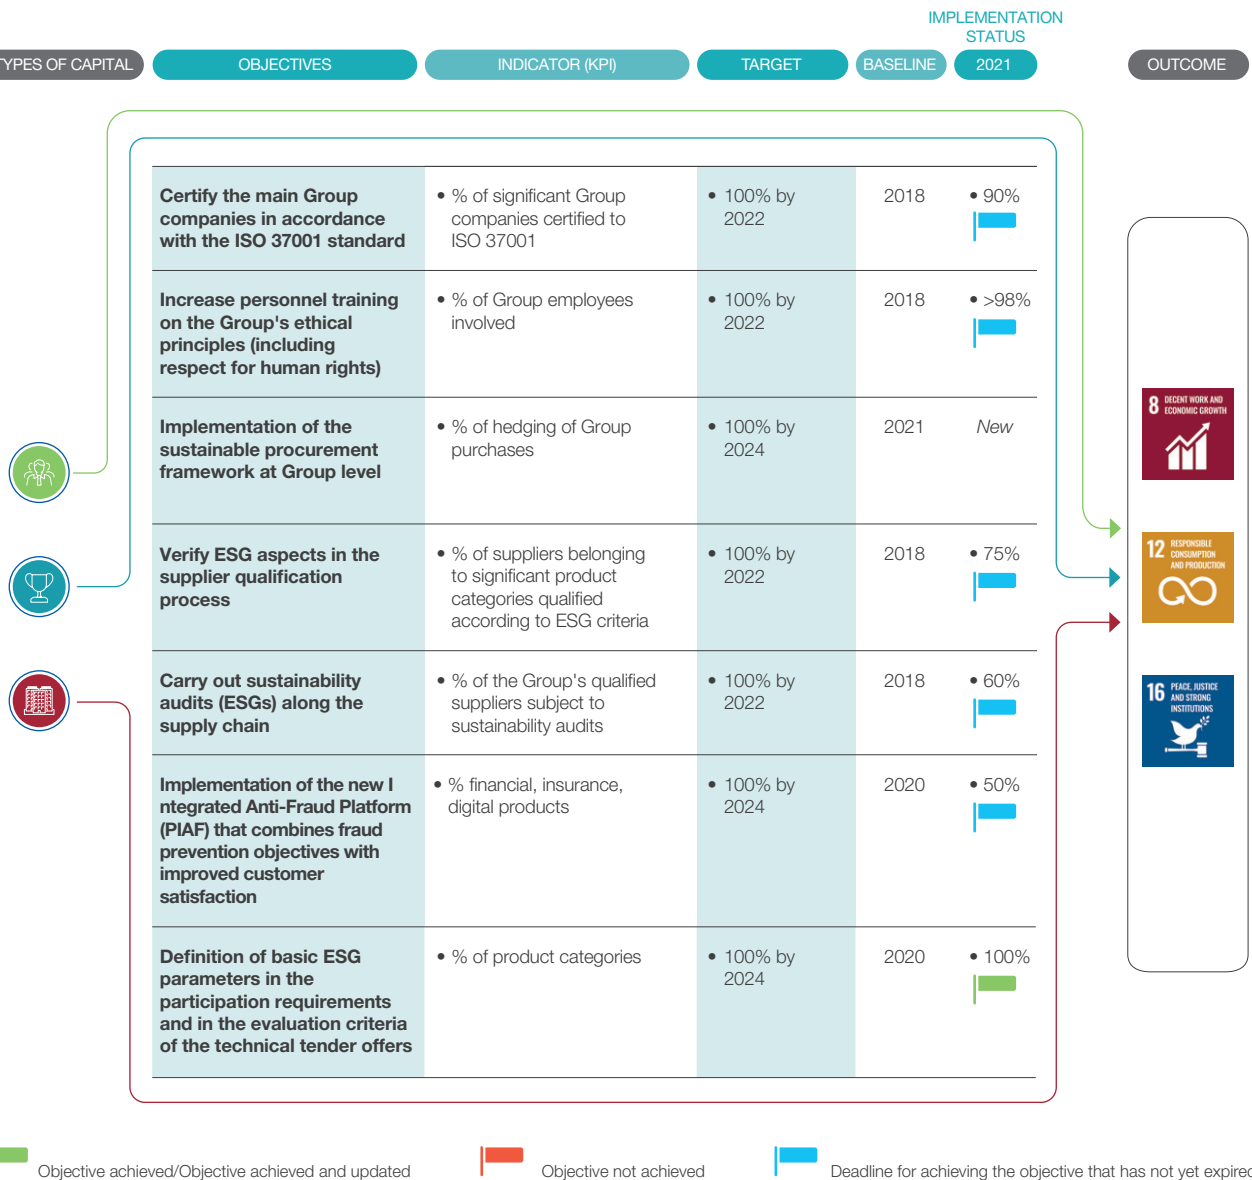 IMPLEMENTATION
STATUS
TYPES OF CAPITAL OBJECTIVES INDICATOR (KPI) TARGET BASELINE 2021 OUTCOME
Certify the main Group
companies in accordance
with the ISO 37001 standard
• % of significant Group
companies certified to
ISO 37001
• 100% by
2022
2018
• 90%
Increase personnel training
on the Group's ethical
principles (including
respect for human rights)
• % of Group employees
involved
• 100% by
2022
2018
• >98%
Implementation of the
sustainable procurement
framework at Group level
• % of hedging of Group
purchases
• 100% by
2024
2021
New
Verify ESG aspects in the
supplier qualification
process
• % of suppliers belonging
to significant product
categories qualified
according to ESG criteria
• 100% by
2022
2018
• 75%
Carry out sustainability
audits (ESGs) along the
supply chain
• % of the Group's qualified
suppliers subject to
sustainability audits
• 100% by
2022
2018
• 60%
Implementation of the new I
ntegrated Anti-Fraud Platform
(PIAF) that combines fraud
prevention objectives with
improved customer
satisfaction
• % financial, insurance,
digital products
• 100% by
2024
2020
• 50%
Definition of basic ESG
parameters in the
participation requirements
and in the evaluation criteria
of the technical tender offers
• % of product categories
• 100% by
2024
2020
• 100%
8 DECENT WORK AND
ECONOMIC GROWTH
12 RESPONSIBLE
CONSUMPTION
AND PRODUCTION
16 PEACE, JUSTICE
AND STRONG
INSTITUTIONS
Objective achieved/Objective achieved and updated Objective not achieved Deadline for achieving the objective that has not yet expired